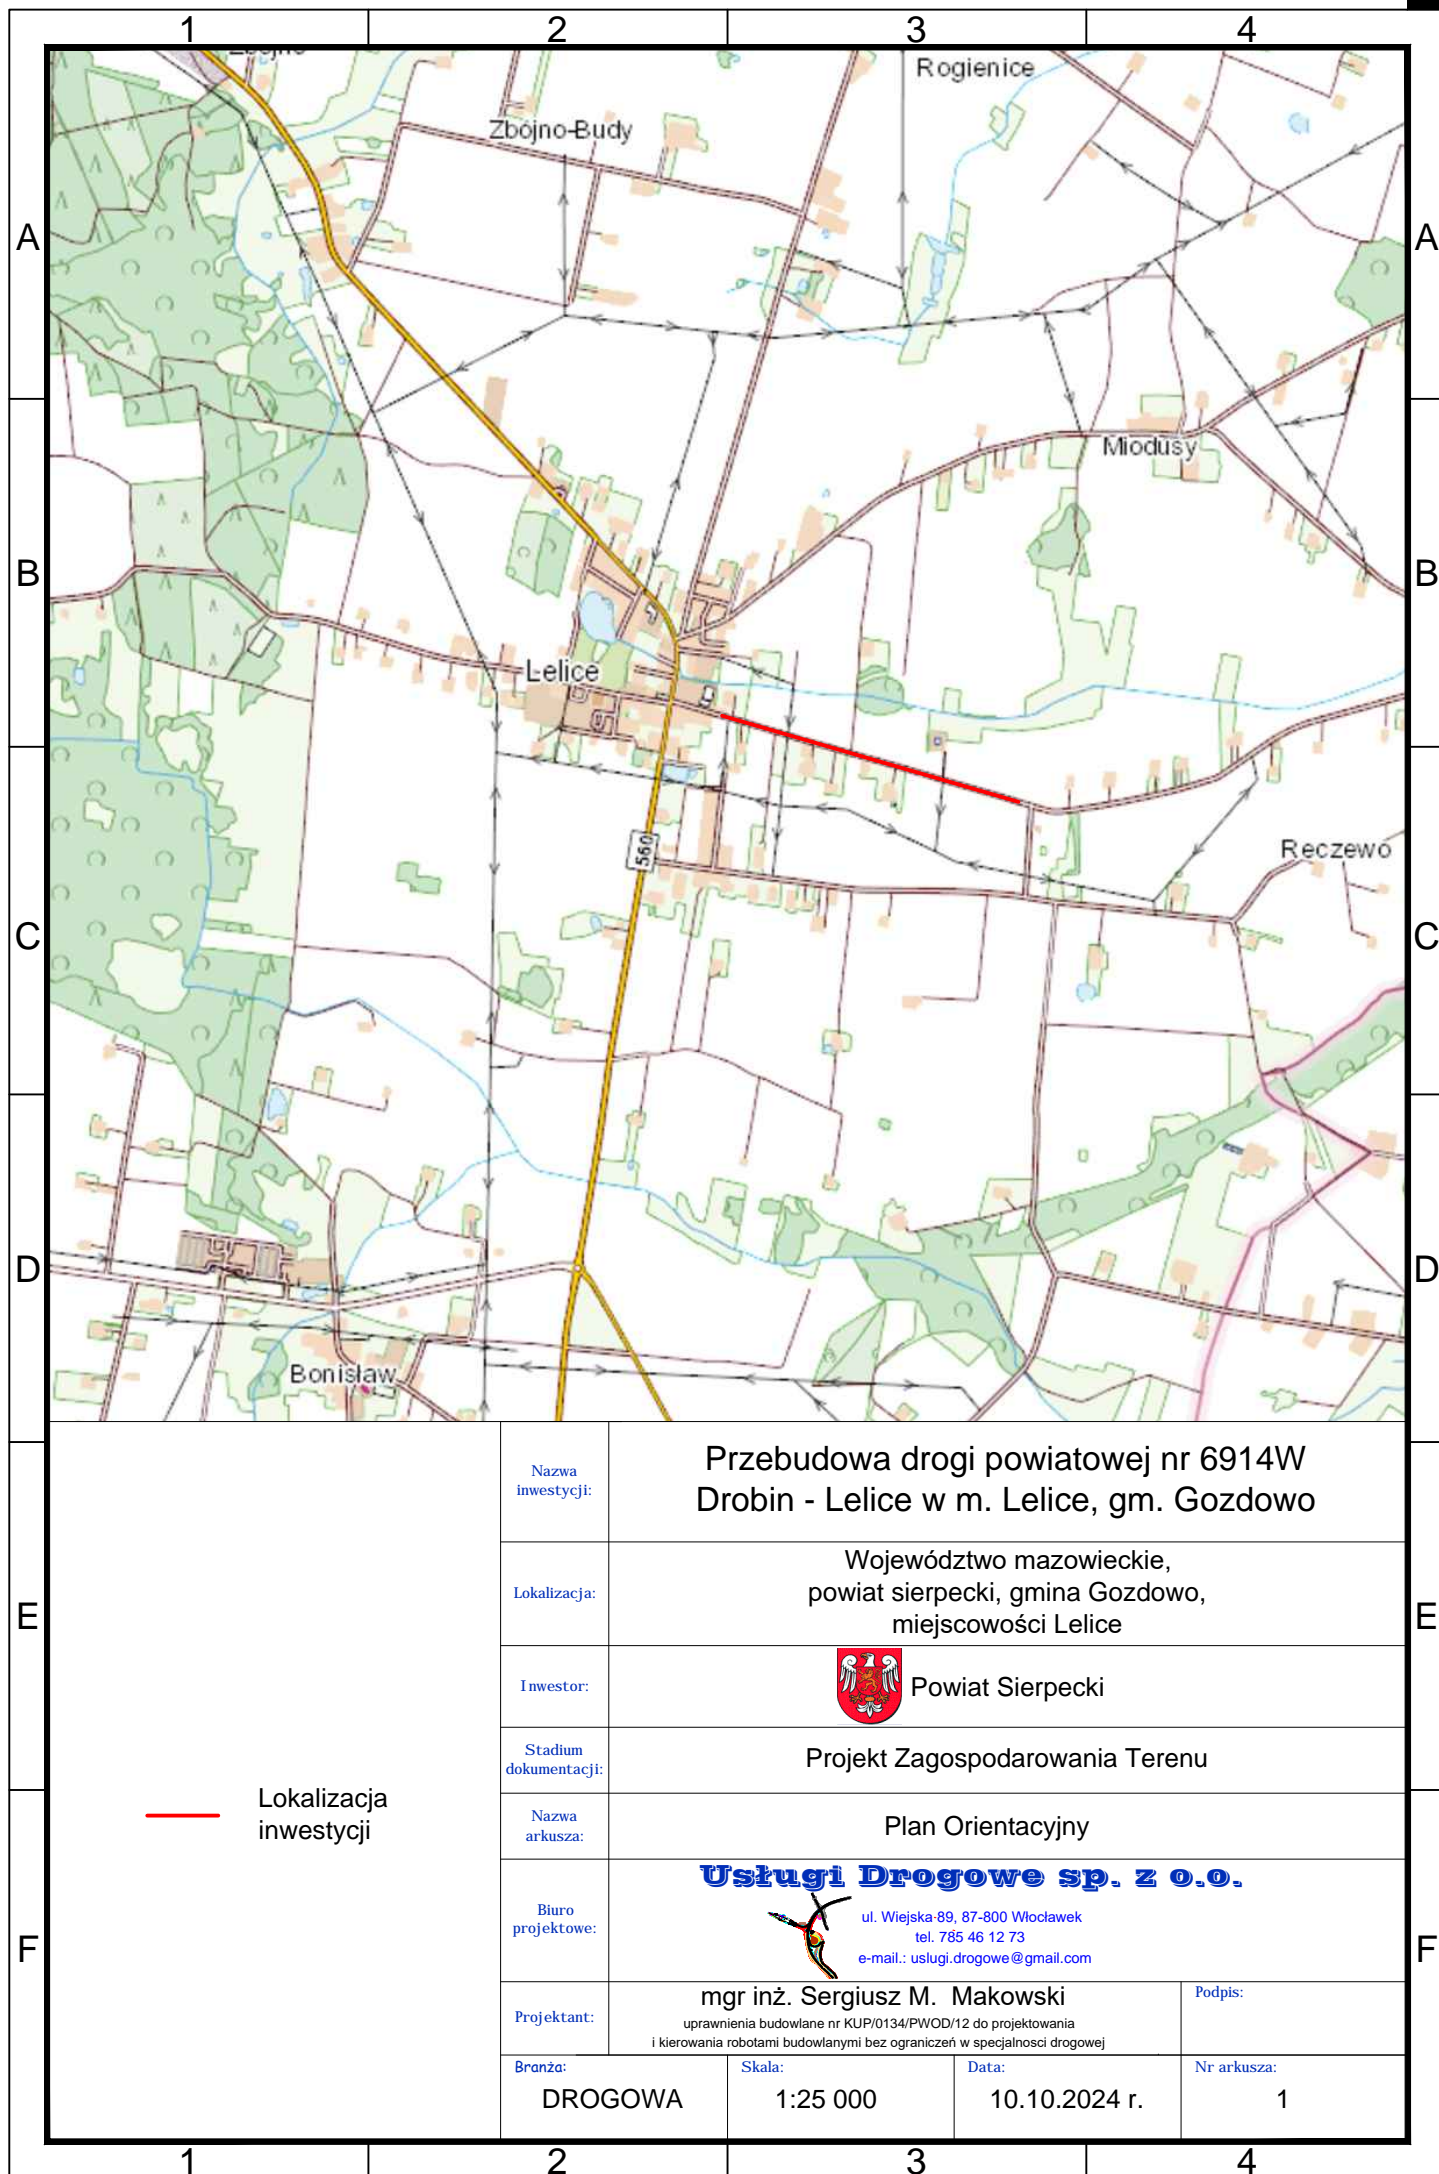 1 2 3 4
Zbójno
Rogienice
Zbójno-Budy
A A
Miodusy
B B
Lelice
560
Reczewo
C C
D D
Bonisław
Nazwa
inwestycji:
Przebudowa drogi powiatowej nr 6914W
Drobin - Lelice w m. Lelice, gm. Gozdowo
Lokalizacja:
Województwo mazowieckie,
powiat sierpecki, gmina Gozdowo,
miejscowości Lelice
E E
Inwestor:
Powiat Sierpecki
Stadium
dokumentacji:
Projekt Zagospodarowania Terenu
Lokalizacja
inwestycji
Nazwa
arkusza:
Plan Orientacyjny
Biuro
projektowe:
Usługi Drogowe sp. z o.o.
ul. Wiejska 89, 87-800 Włocławek
tel. 785 46 12 73
e-mail.: uslugi.drogowe@gmail.com
F F
Projektant:
mgr inż. Sergiusz M. Makowski
uprawnienia budowlane nr KUP/0134/PWOD/12 do projektowania
i kierowania robotami budowlanymi bez ograniczeń w specjalnosci drogowej
Podpis:
Branża:
DROGOWA
Skala:
1:25 000
Data:
10.10.2024 r.
Nr arkusza:
1
1 2 3 4